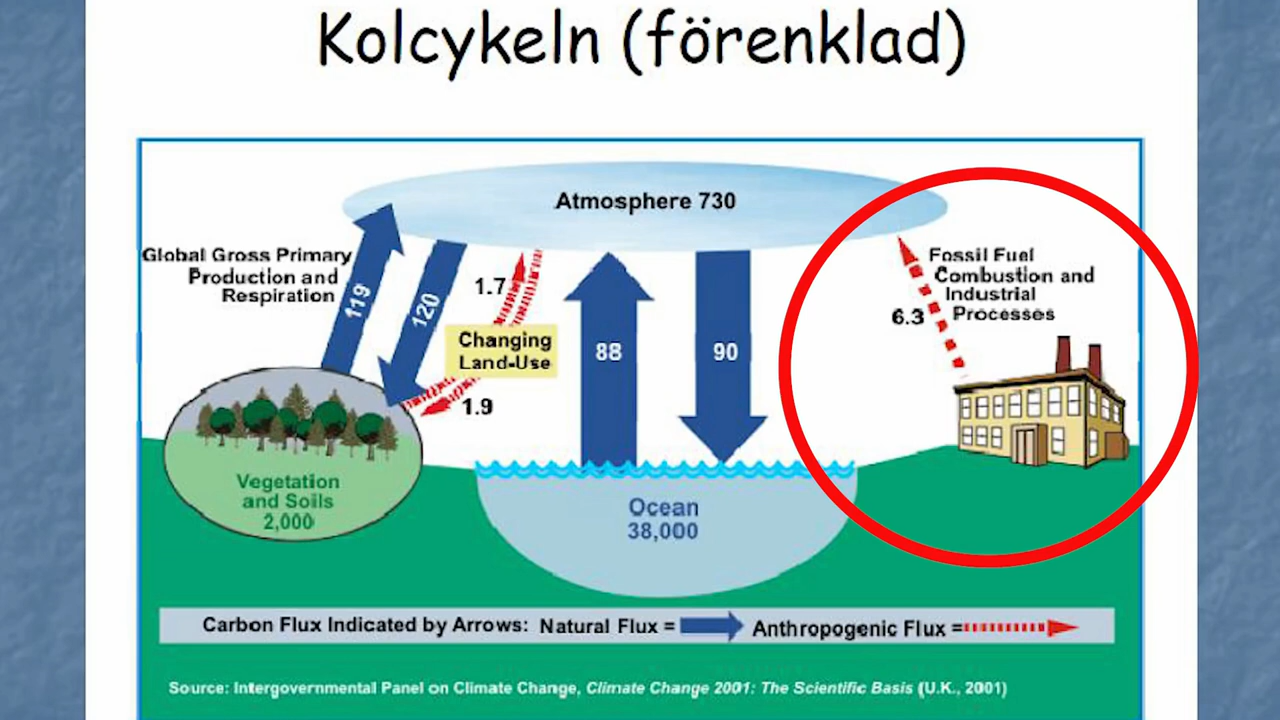 Kolcykeln (förenklad)
Atmosphere 730
Global Gross Primary
Production and
Respiration
119
120
1.7
Changing
Land-Use
1.9
88
90
Fossil Fuel
Combustion and
Industrial
Processes
6.3
Vegetation
and Soils
2,000
Ocean
38,000
Carbon Flux Indicated by Arrows: Natural Flux = Anthropogenic Flux =
Source: Intergovernmental Panel on Climate Change, Climate Change 2001: The Scientific Basis (U.K., 2001)